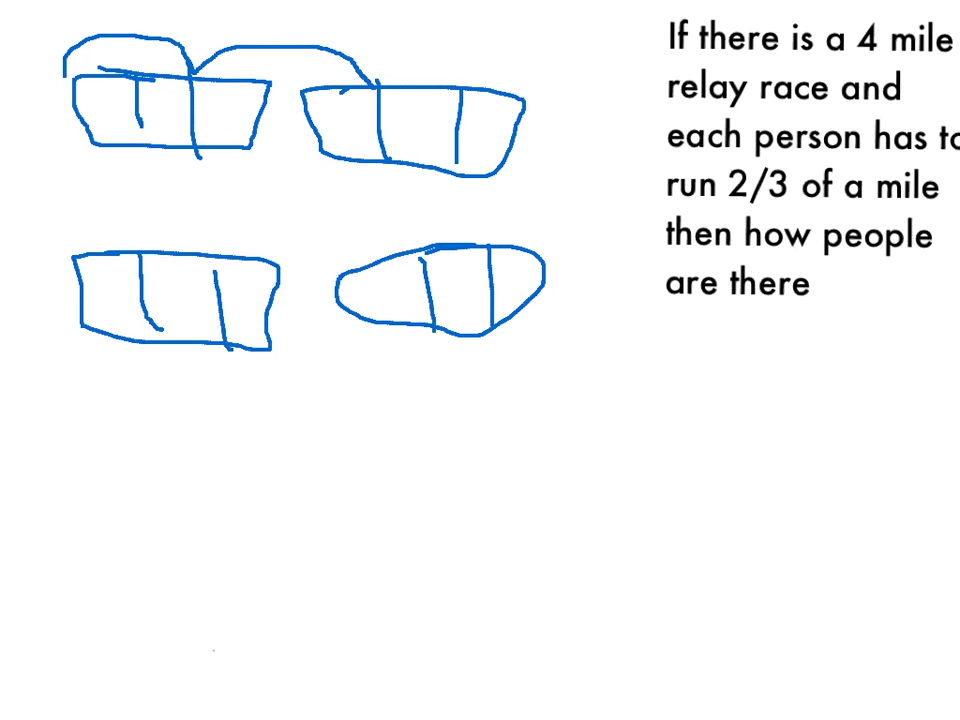 If there is a 4 mile
relay race and
each person has to
run 2/3 of a mile
then how people
are there